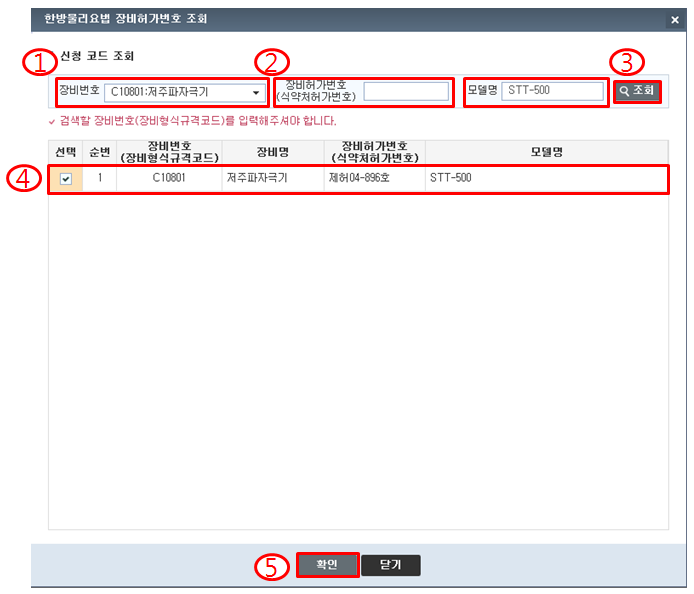 한방물리요법 장비허가번호 조회
① 신청 코드 조회 ② ③
장비번호 C10801:저주파자극기 장비허가번호 (식약처허가번호) 모델명 STT-500 조회
검색할 장비번호(장비형식규격코드)를 입력해주셔야 합니다.
선택 순번 장비번호 (장비형식규격코드) 장비명 장비허가번호 (식약처허가번호) 모델명
④ 1 C10801 저주파자극기 제허04-896호 STT-500
⑤ 확인 닫기